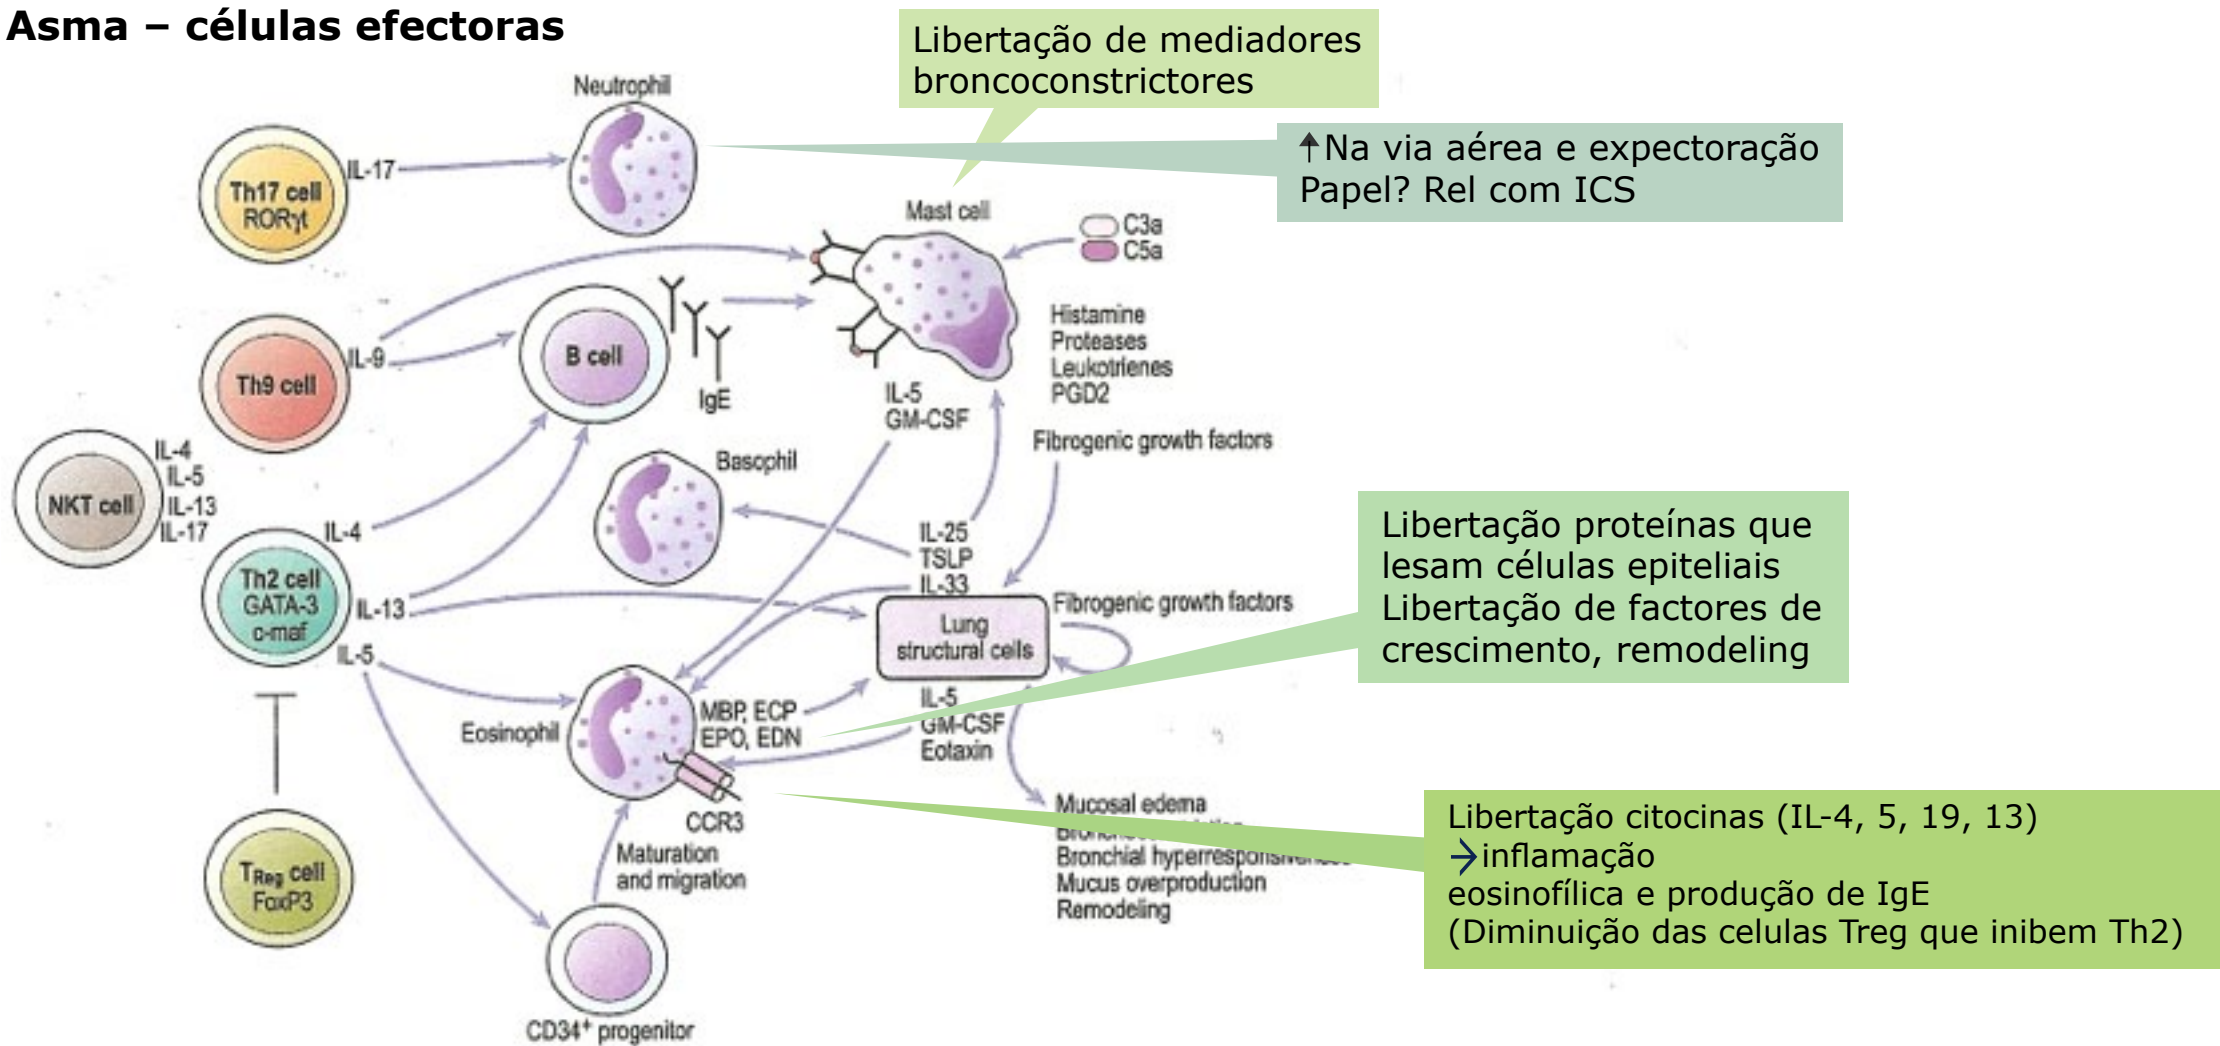 Asma – células efectoras
Libertação de mediadores
broncoconstrictores
↑Na via aérea e expectoração
Papel? Rel com ICS
Neutrophil
Th17 cell
RORγt
IL-17
Mast cell
C3a
C5a
Histamine
Proteases
Leukotrienes
PGD2
Th9 cell
IL-9
B cell
IgE
IL-5
GM-CSF
Fibrogenic growth factors
NKT cell
IL-4
IL-5
IL-13
IL-17
Basophil
IL-25
TSLP
IL-33
Th2 cell
GATA-3
c-maf
IL-4
IL-13
IL-5
Lung
structural cells
Fibrogenic growth factors
Libertação proteínas que
lesam células epiteliais
Libertação de factores de
crescimento, remodeling
Eosinophil
MBP, ECP
EPO, EDN
IL-5
GM-CSF
Eotaxin
CCR3
Maturation
and migration
Mucosal edema
Bronchial
Mucus overproduction
Remodeling
TReg cell
FoxP3
CD34+ progenitor
Libertação citocinas (IL-4, 5, 19, 13)
→inflamação
eosinofílica e produção de IgE
(Diminuição das celulas Treg que inibem Th2)